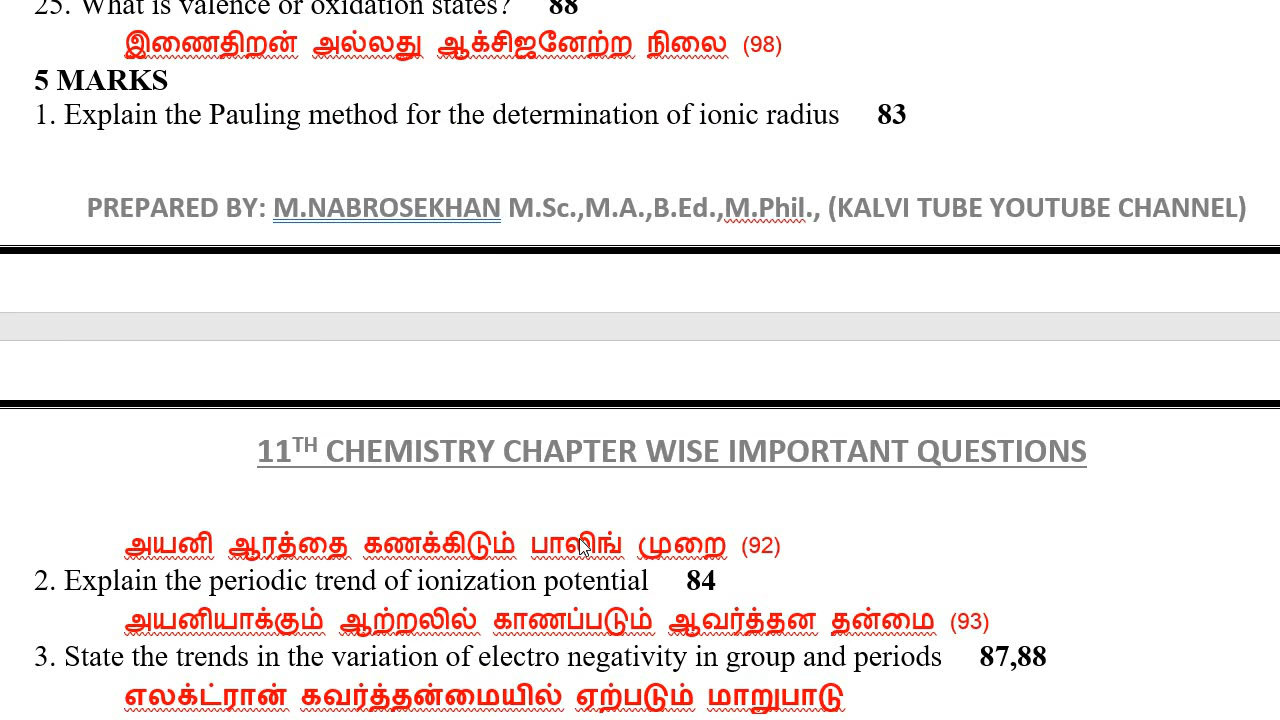 25. What is valence or oxidation states? 88
இணைதிறன் அல்லது ஆக்சிஜனேற்ற நிலை (98)
5 MARKS
1. Explain the Pauling method for the determination of ionic radius 83
PREPARED BY: M.NABROSEKHAN M.Sc.,M.A.,B.Ed.,M.Phil., (KALVI TUBE YOUTUBE CHANNEL)
11TH CHEMISTRY CHAPTER WISE IMPORTANT QUESTIONS
அயனி ஆரத்தை கணக்கிடும் பாலிங் முறை (92)
2. Explain the periodic trend of ionization potential 84
அயனியாக்கும் ஆற்றலில் காணப்படும் ஆவர்த்தன தன்மை (93)
3. State the trends in the variation of electro negativity in group and periods 87,88
எலக்ட்ரான் கவர்த்தன்மையில் ஏற்படும் மாறுபாடு